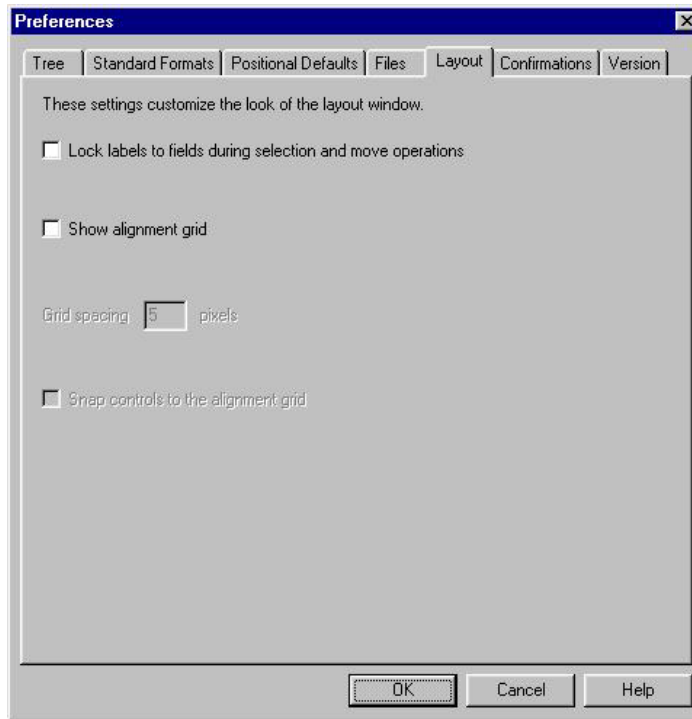 Preferences
Tree Standard Formats Positional Defaults Files Layout Confirmations Version
These settings customize the look of the layout window.
Lock labels to fields during selection and move operations
Show alignment grid
Grid spacing 5 pixels
Snap controls to the alignment grid
OK Cancel Help